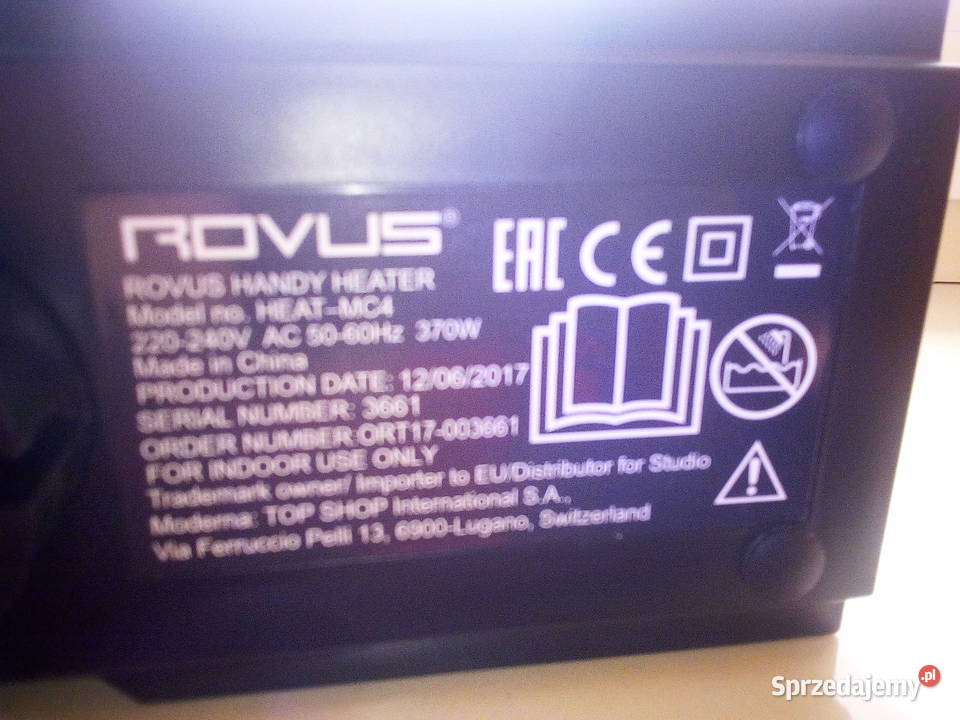 ROVUS®
ROVUS HANDY HEATER
Model no. HEAT-MC4
220-240V AC 50-60Hz 370W
Made in China
PRODUCTION DATE: 12/06/2017
SERIAL NUMBER: 3661
ORDER NUMBER:ORT17-003661
FOR INDOOR USE ONLY
Trademark owner/ Importer to EU/Distributor for Studio
Moderna: TOP SHOP International S.A.,
Via Ferruccio Pelli 13, 6900-Lugano, Switzerland
EAC CE
Sprzedajemy.pl